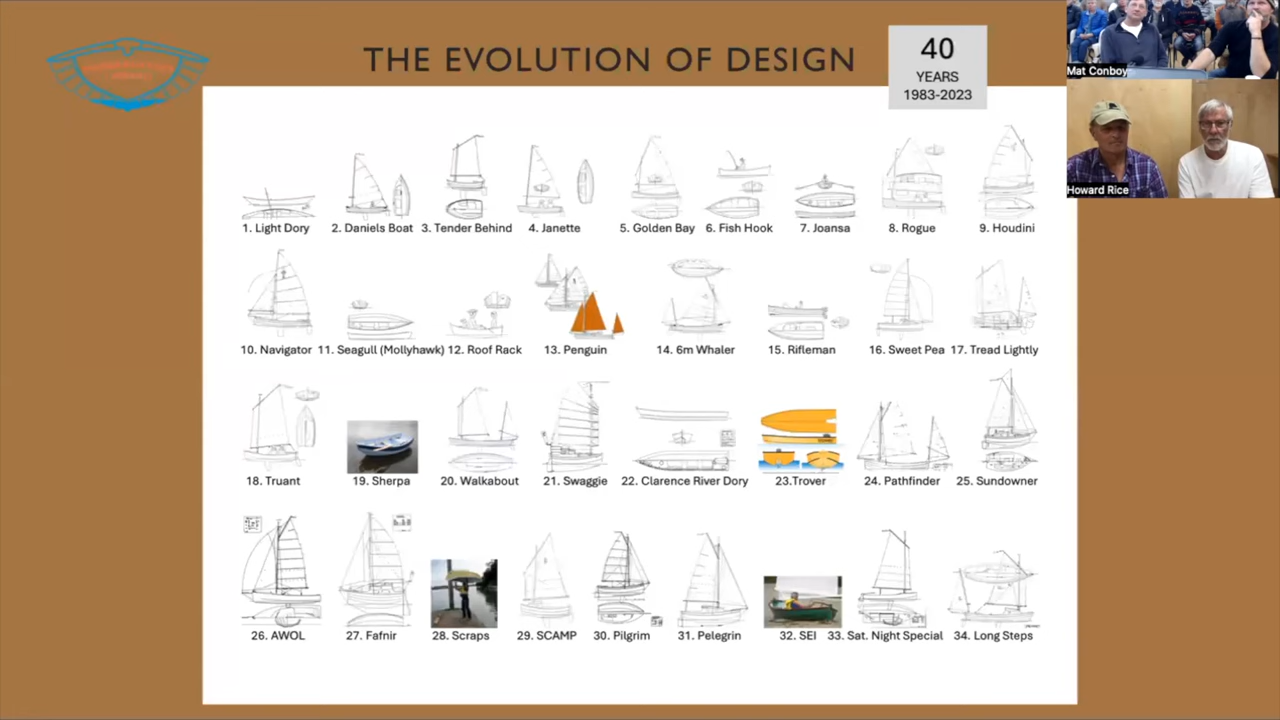 THE EVOLUTION OF DESIGN
40
YEARS
1983-2023
Mat Conboy
Howard Rice
1. Light Dory
2. Daniels Boat
3. Tender Behind
4. Janette
5. Golden Bay
6. Fish Hook
7. Joansa
8. Rogue
9. Houdini
10. Navigator
11. Seagull (Mollyhawk)
12. Roof Rack
13. Penguin
14. 6m Whaler
15. Rifleman
16. Sweet Pea
17. Tread Lightly
18. Truant
19. Sherpa
20. Walkabout
21. Swaggie
22. Clarence River Dory
23.Trover
24. Pathfinder
25. Sundowner
26. AWOL
27. Fafnir
28. Scraps
29. SCAMP
30. Pilgrim
31. Pelegrin
32. SEI
33. Sat. Night Special
34. Long Steps